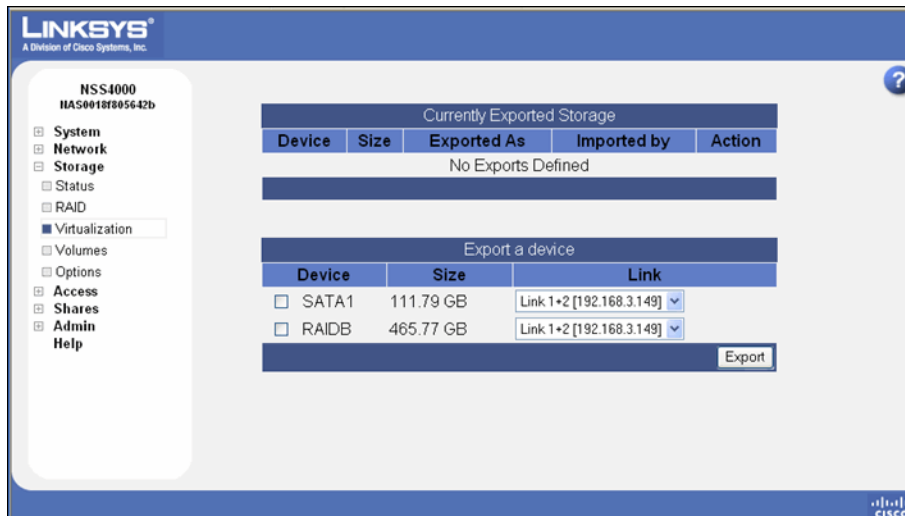 LINKSYS®
A Division of Cisco Systems, Inc.
NSS4000
NAS0018f805642b
System
Network
Storage
Status
RAID
Virtualization
Volumes
Options
Access
Shares
Admin
Help
?
Currently Exported Storage
Device Size Exported As Imported by Action
No Exports Defined
Export a device
Device Size Link
SATA1 111.79 GB Link 1+2 [192.168.3.149]
RAIDB 465.77 GB Link 1+2 [192.168.3.149]
Export
CISCO